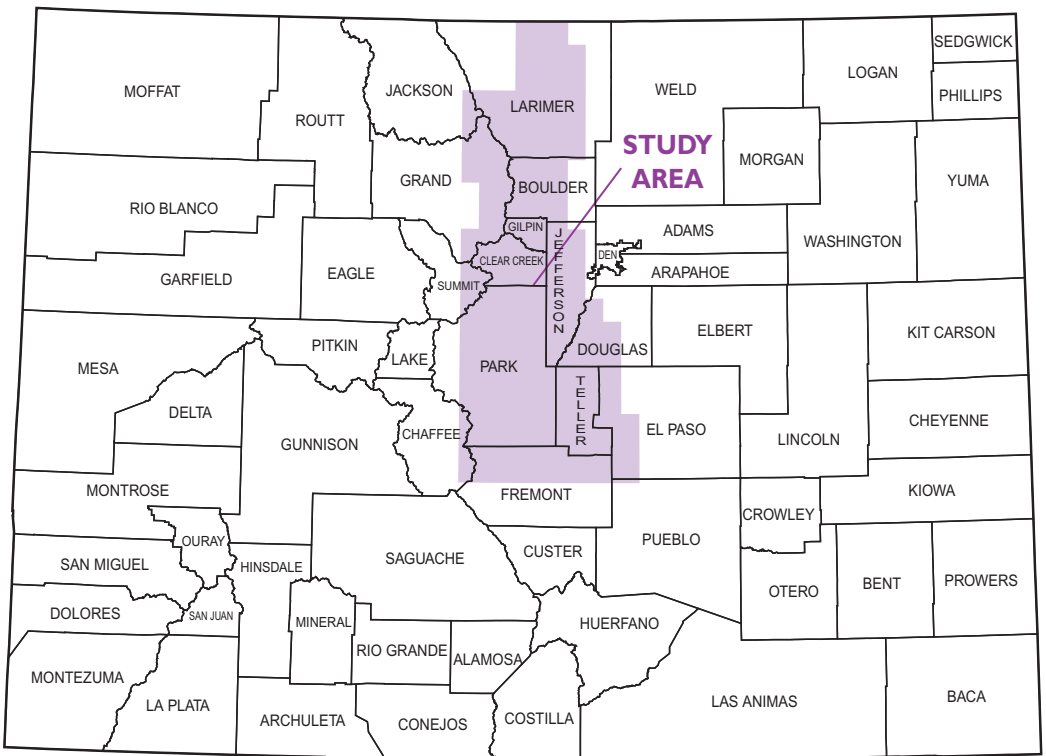 SEDGWICK
LOGAN
MOFFAT
JACKSON
WELD
PHILLIPS
LARIMER
ROUTT
STUDY
AREA
MORGAN
GRAND
BOULDER
YUMA
RIO BLANCO
GILPIN
ADAMS
WASHINGTON
JEFFERSON
DEN
CLEAR CREEK
EAGLE
GARFIELD
ARAPAHOE
SUMMIT
ELBERT
KIT CARSON
PITKIN
LAKE
PARK
DOUGLAS
MESA
TELLER
DELTA
CHEYENNE
CHAFFEE
EL PASO
GUNNISON
LINCOLN
MONTROSE
FREMONT
KIOWA
CROWLEY
OURAY
PUEBLO
SAGUACHE
CUSTER
SAN MIGUEL
HINSDALE
OTERO
BENT
PROWERS
DOLORES
SAN JUAN
MINERAL
HUERFANO
RIO GRANDE
ALAMOSA
MONTEZUMA
LA PLATA
LAS ANIMAS
BACA
ARCHULETA
CONEJOS
COSTILLA